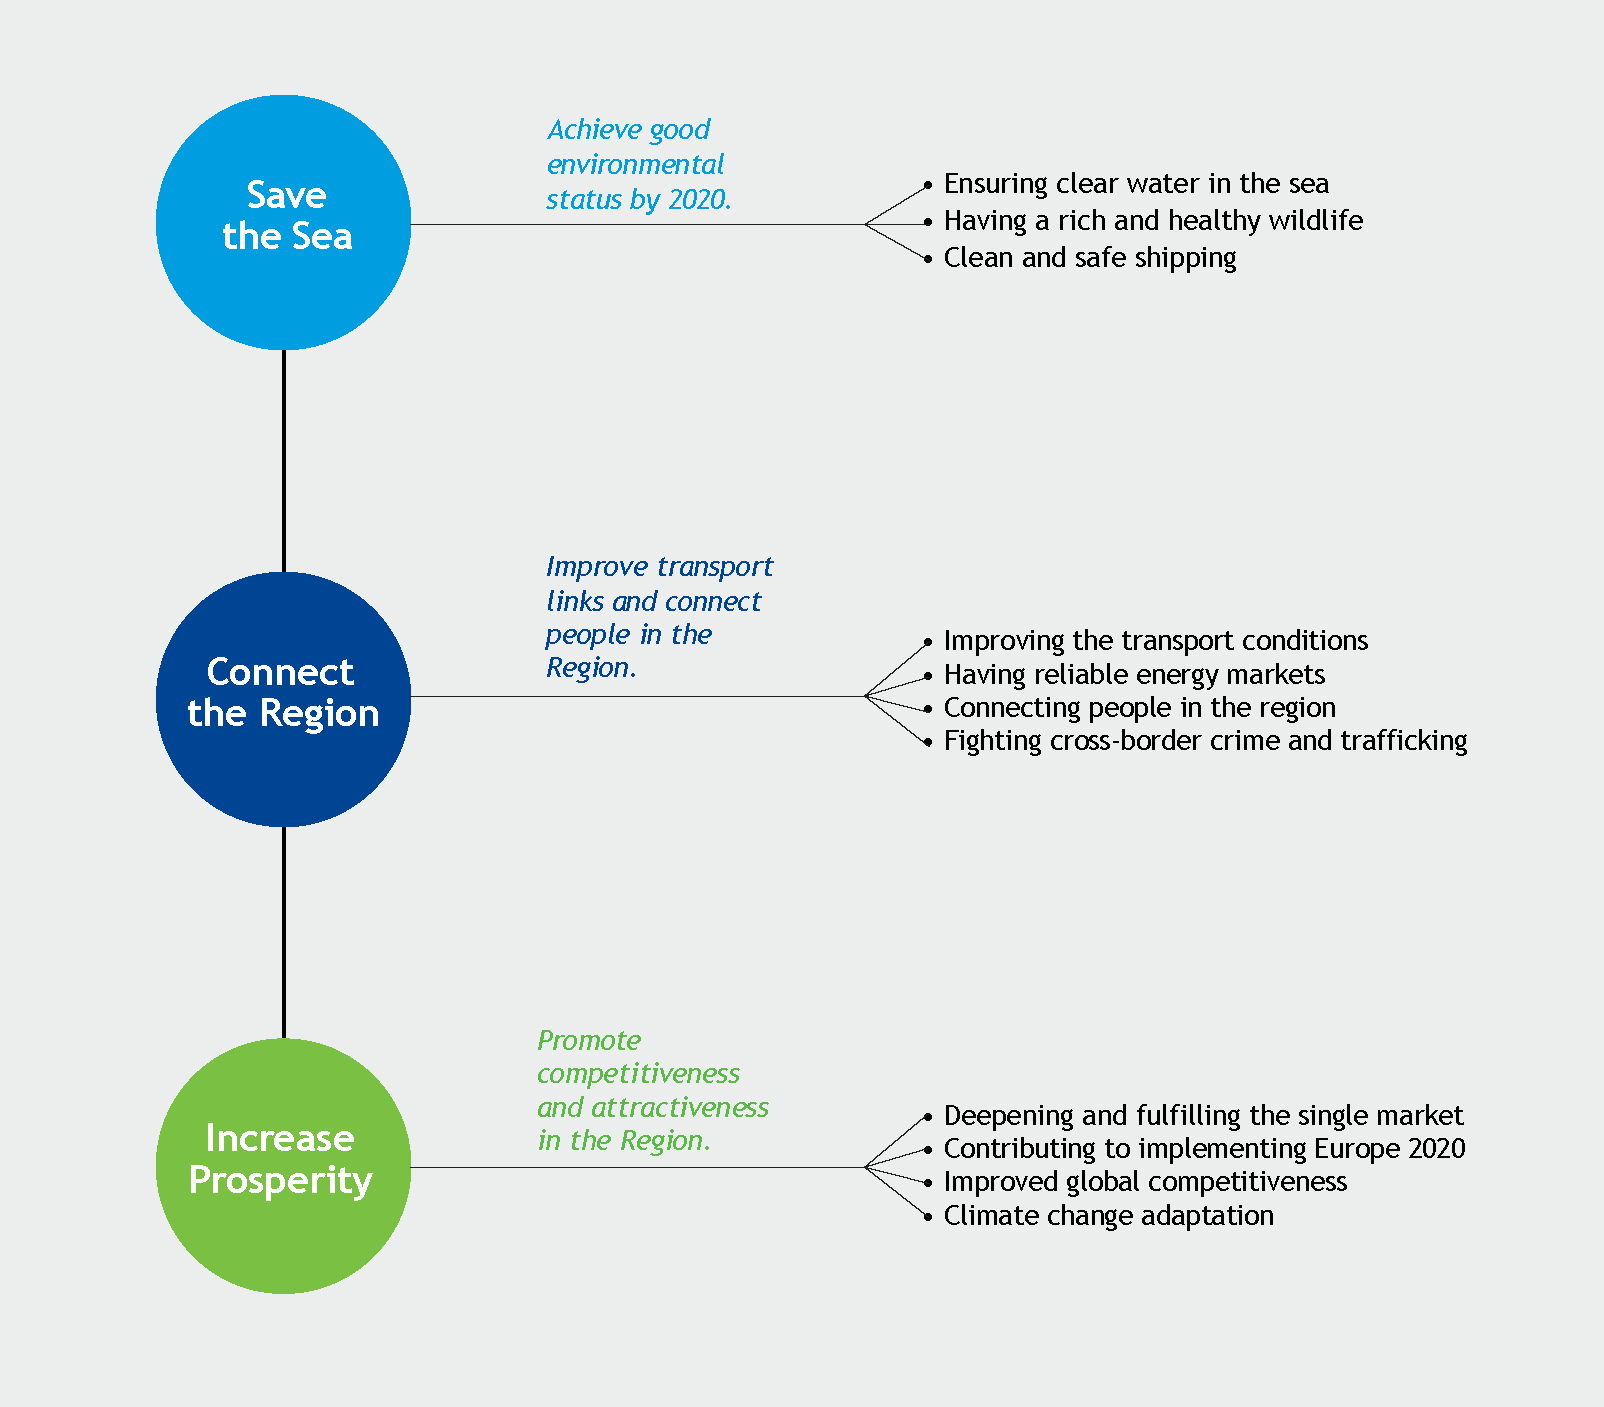 Save
the Sea
Achieve good
environmental
status by 2020.
• Ensuring clear water in the sea
• Having a rich and healthy wildlife
• Clean and safe shipping
Connect
the Region
Improve transport
links and connect
people in the
Region.
• Improving the transport conditions
• Having reliable energy markets
• Connecting people in the region
• Fighting cross-border crime and trafficking
Increase
Prosperity
Promote
competitiveness
and attractiveness
in the Region.
• Deepening and fulfilling the single market
• Contributing to implementing Europe 2020
• Improved global competitiveness
• Climate change adaptation